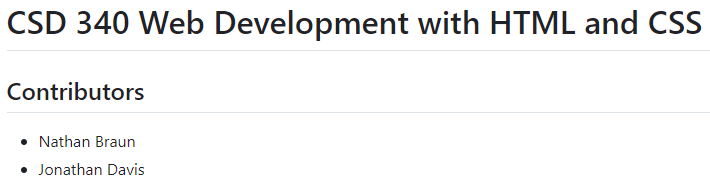 CSD 340 Web Development with HTML and CSS
Contributors
Nathan Braun
Jonathan Davis